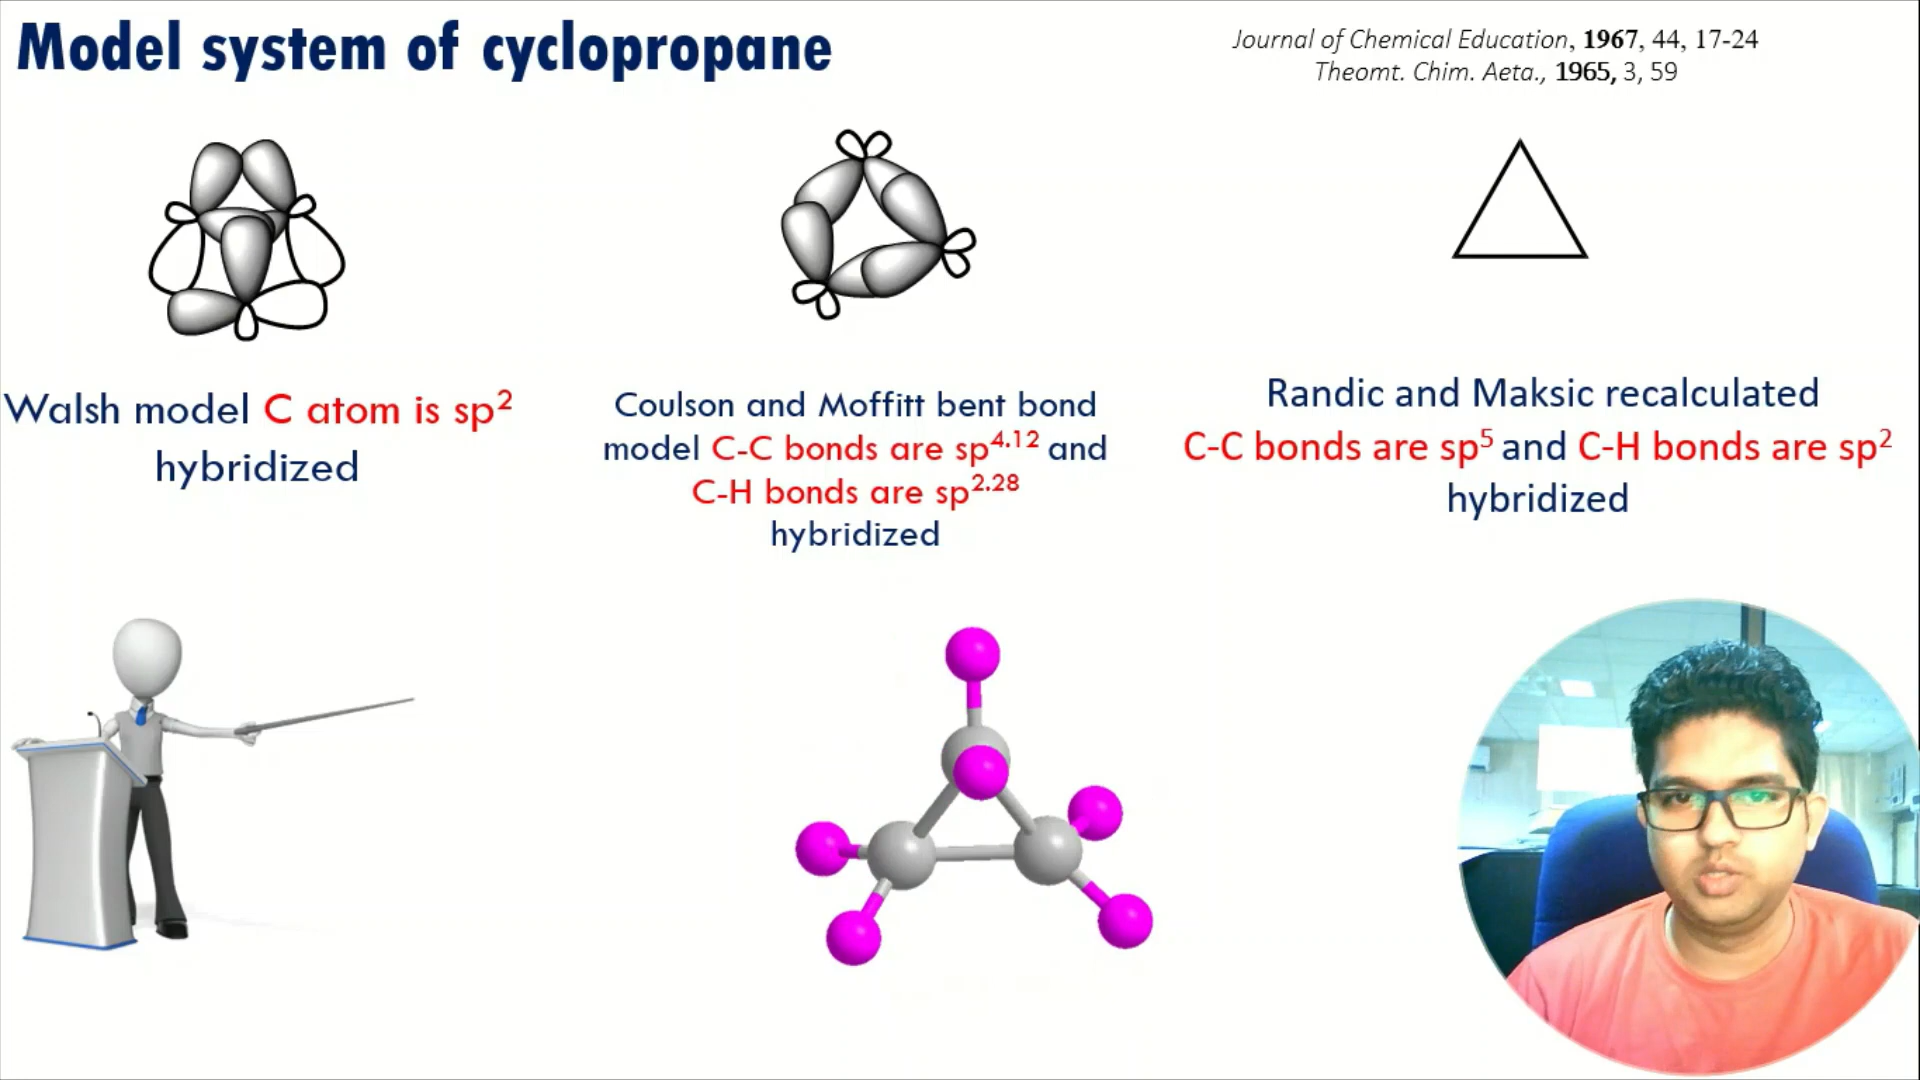 Model system of cyclopropane
Journal of Chemical Education, 1967, 44, 17-24
Theomt. Chim. Aeta., 1965, 3, 59
Walsh model C atom is sp²
hybridized
Coulson and Moffitt bent bond
model C-C bonds are sp⁴·¹² and
C-H bonds are sp²·²⁸
hybridized
Randic and Maksic recalculated
C-C bonds are sp⁵ and C-H bonds are sp²
hybridized